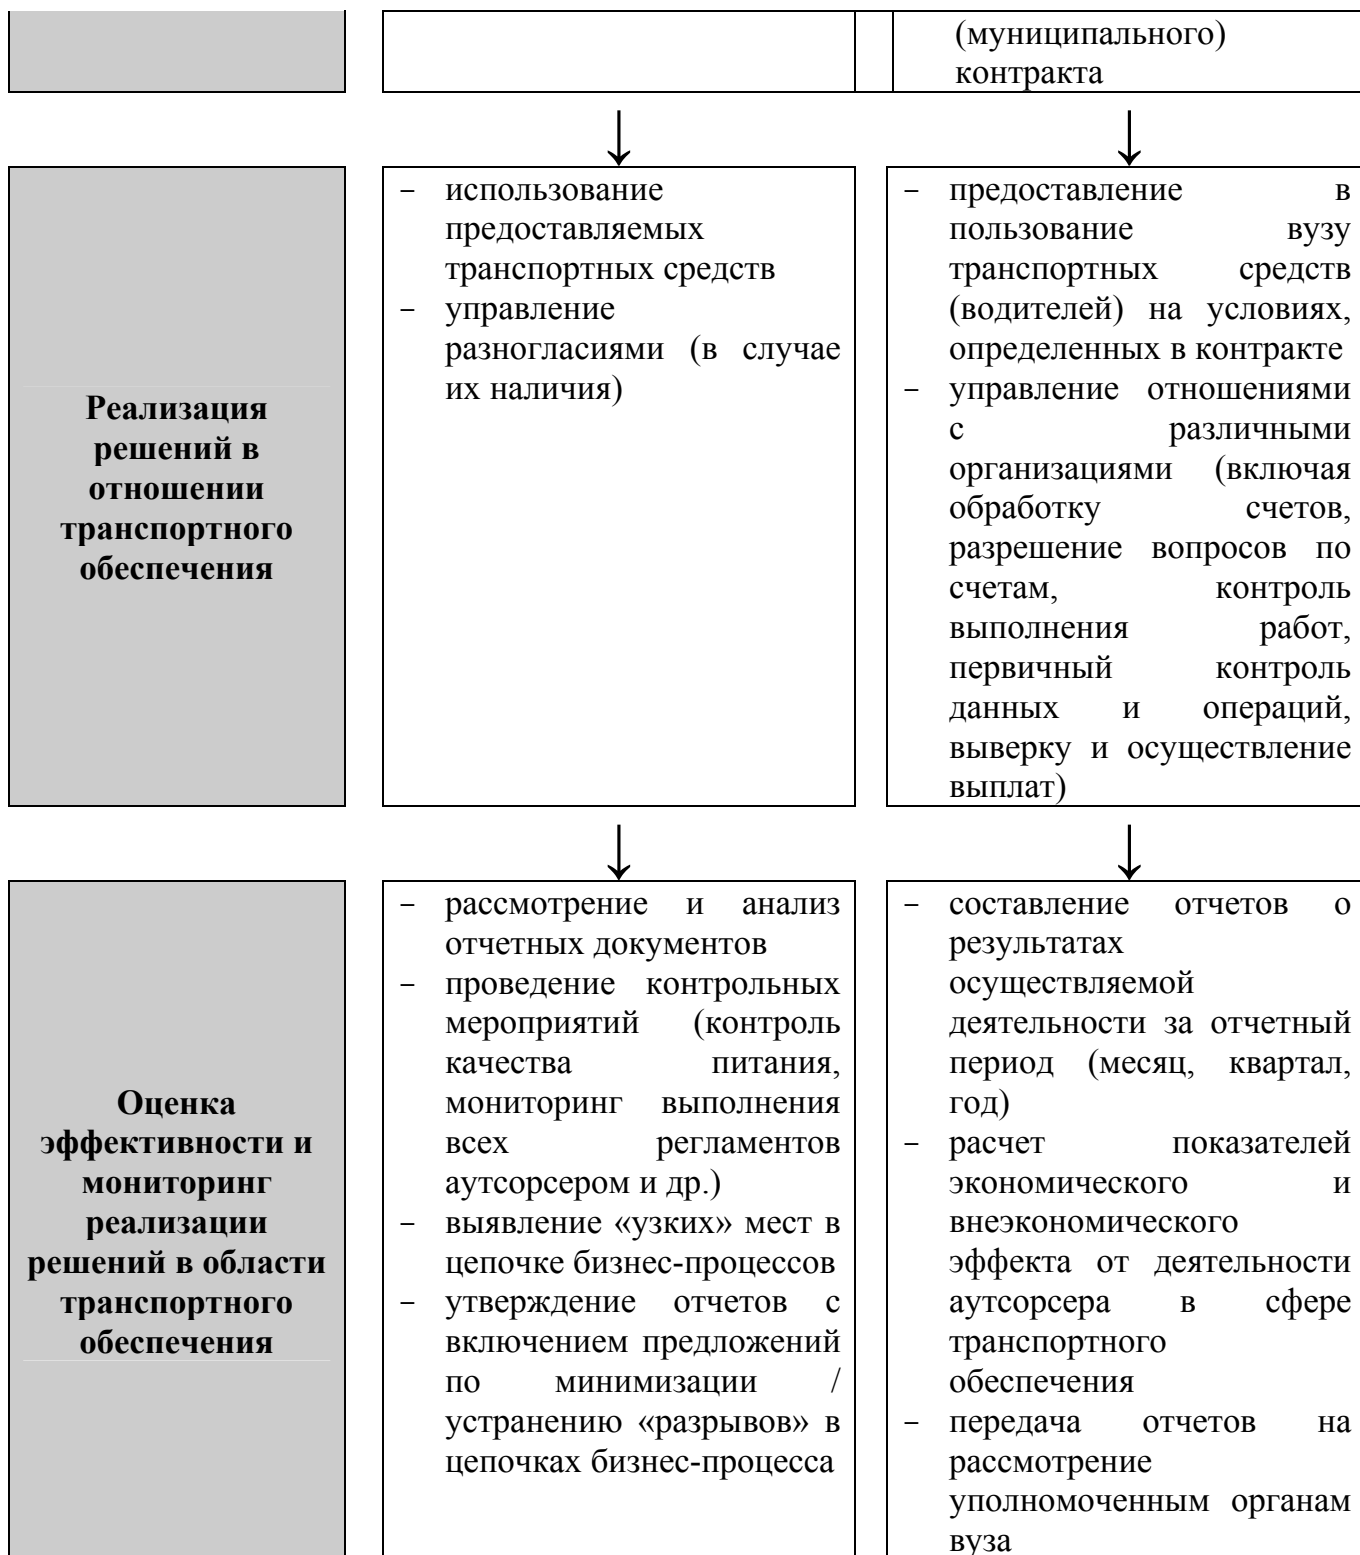 (муниципального)
контракта
↓
↓
Реализация
решений в
отношении
транспортного
обеспечения
- использование
предоставляемых
транспортных средств
- управление
разногласиями (в случае
их наличия)
- предоставление в
пользование вузу
транспортных средств
(водителей) на условиях,
определенных в контракте
- управление отношениями
с различными
организациями (включая
обработку счетов,
разрешение вопросов по
счетам, контроль
выполнения работ,
первичный контроль
данных и операций,
выверку и осуществление
выплат)
↓
↓
Оценка
эффективности и
мониторинг
реализации
решений в области
транспортного
обеспечения
- рассмотрение и анализ
отчетных документов
- проведение контрольных
мероприятий (контроль
качества питания,
мониторинг выполнения
всех регламентов
аутсорсером и др.)
- выявление «узких» мест в
цепочке бизнес-процессов
- утверждение отчетов с
включением предложений
по минимизации /
устранению «разрывов» в
цепочках бизнес-процесса
- составление отчетов о
результатах
осуществляемой
деятельности за отчетный
период (месяц, квартал,
год)
- расчет показателей
экономического и
внеэкономического
эффекта от деятельности
аутсорсера в сфере
транспортного
обеспечения
- передача отчетов на
рассмотрение
уполномоченным органам
вуза